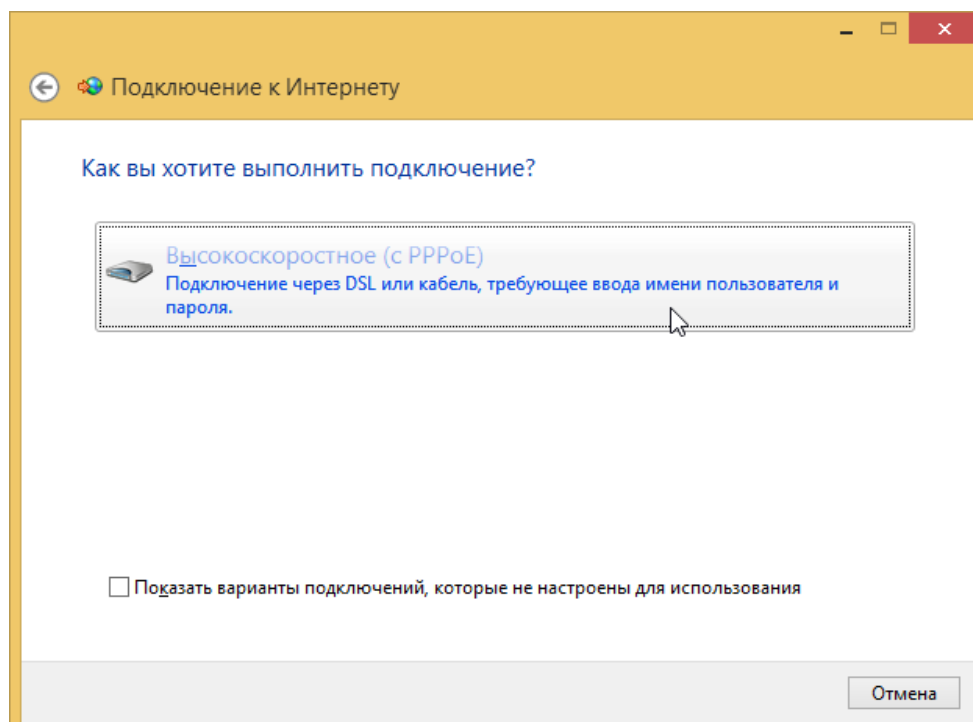 Подключение к Интернету
Как вы хотите выполнить подключение?
Высокоскоростное (с PPPoE)
Подключение через DSL или кабель, требующее ввода имени пользователя и
пароля.
Показать варианты подключений, которые не настроены для использования
Отмена